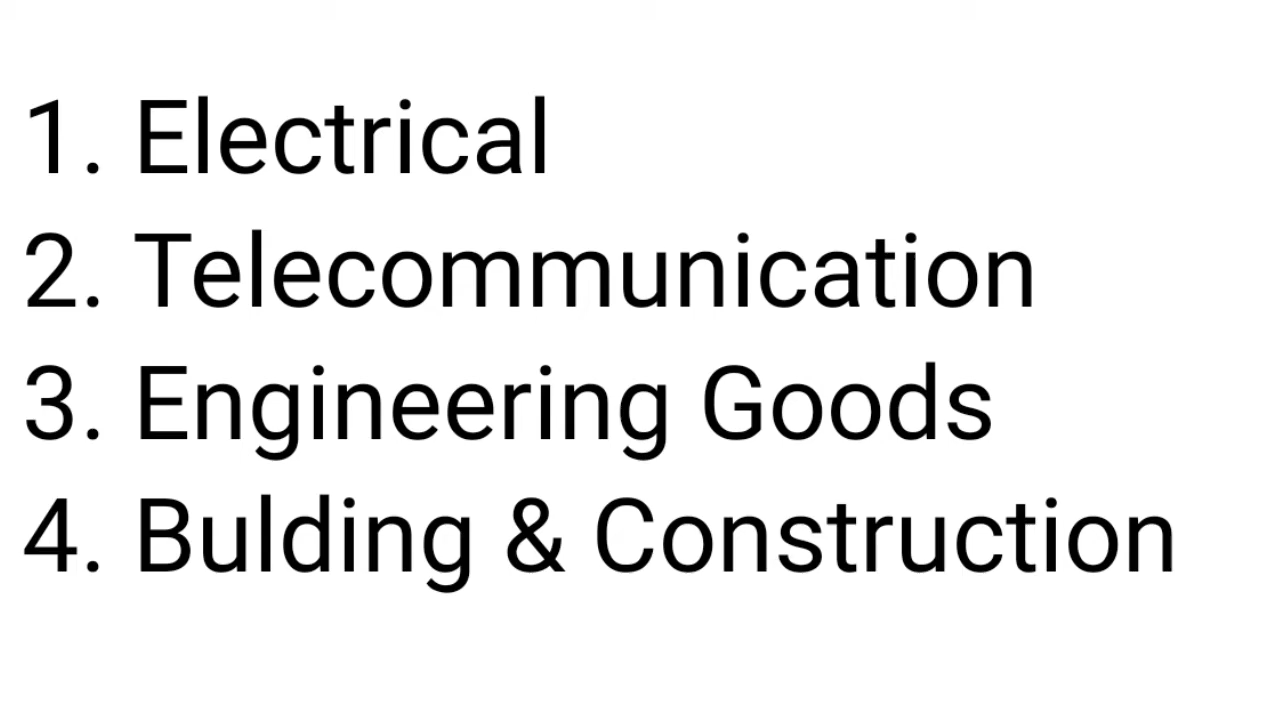 1. Electrical
2. Telecommunication
3. Engineering Goods
4. Bulding & Construction